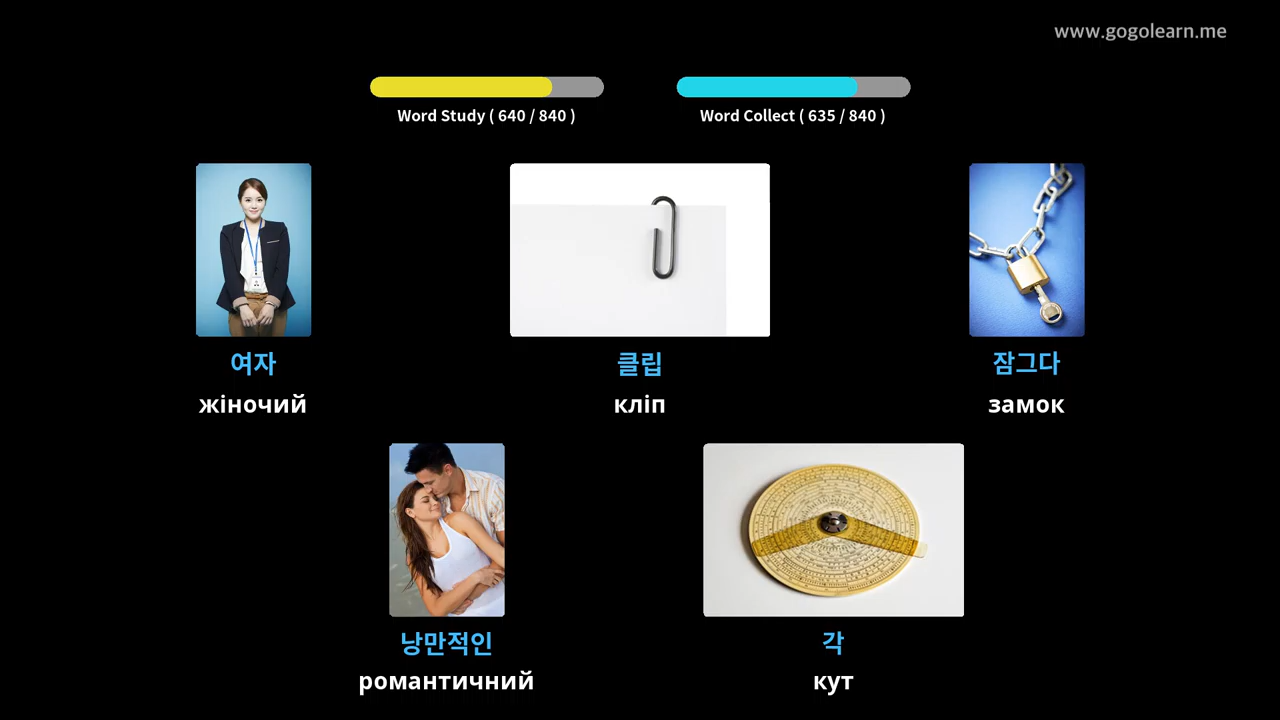 www.gogolearn.me
Word Study ( 640 / 840 )
Word Collect ( 635 / 840 )
여자
жіночий
클립
кліп
잠그다
замок
낭만적인
романтичний
각
кут